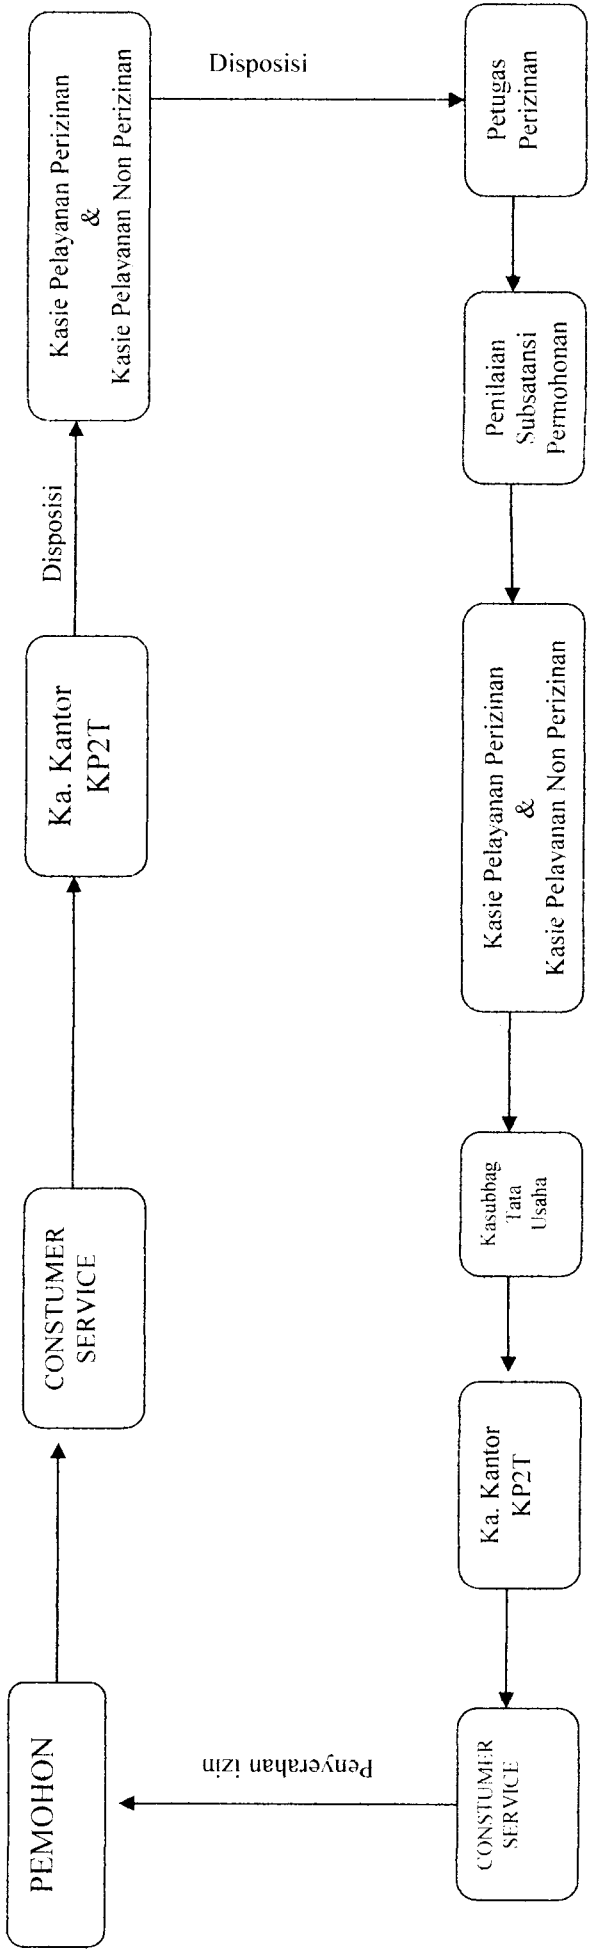 PEMOHON
CONSTUMER
SERVICE
Ka. Kantor
KP2T
Disposisi
Kasie Pelayanan Perizinan
&
Kasie Pelayanan Non Perizinan
Disposisi
Petugas
Perizinan
Penilaian
Subsatansi
Permohonan
Kasie Pelayanan Perizinan
&
Kasie Pelayanan Non Perizinan
Kasubbag
Tata
Usaha
Ka. Kantor
KP2T
CONSTUMER
SERVICE
Penyerahan izin